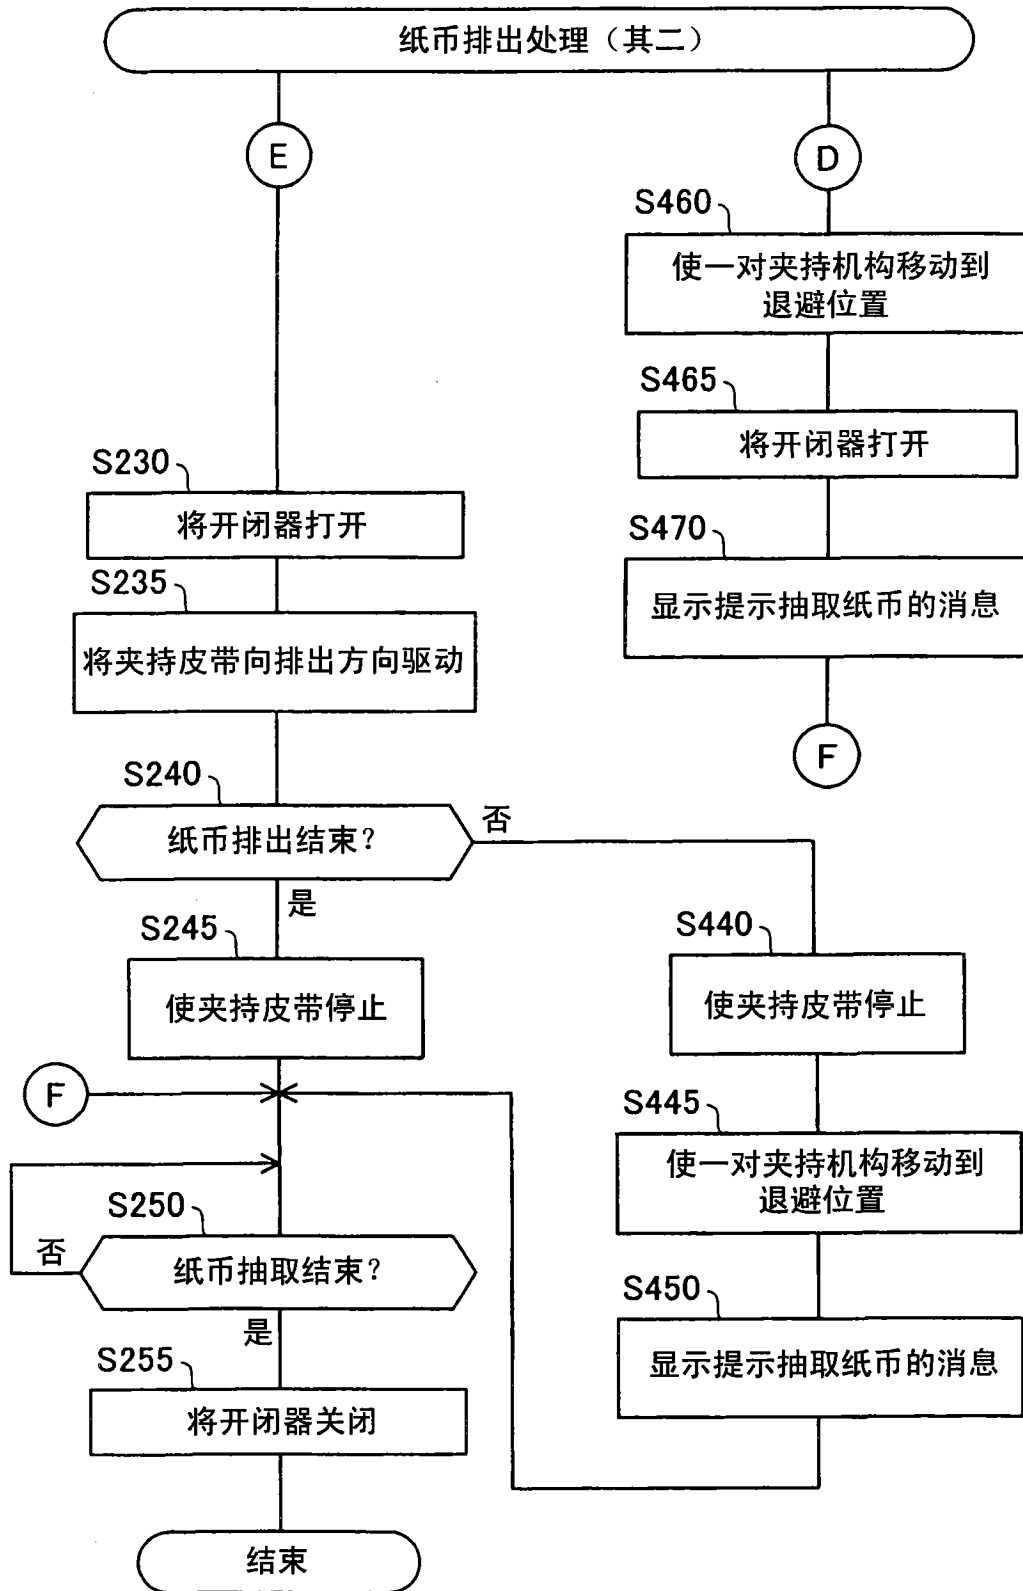 纸币排出处理（其二）
E
D
S460
使一对夹持机构移动到
退避位置
S465
将开闭器打开
S470
显示提示抽取纸币的消息
F
S230
将开闭器打开
S235
将夹持皮带向排出方向驱动
S240
纸币排出结束？
否
是
S245
使夹持皮带停止
F
S440
使夹持皮带停止
S445
使一对夹持机构移动到
退避位置
S450
显示提示抽取纸币的消息
S250
纸币抽取结束？
否
是
S255
将开闭器关闭
结束